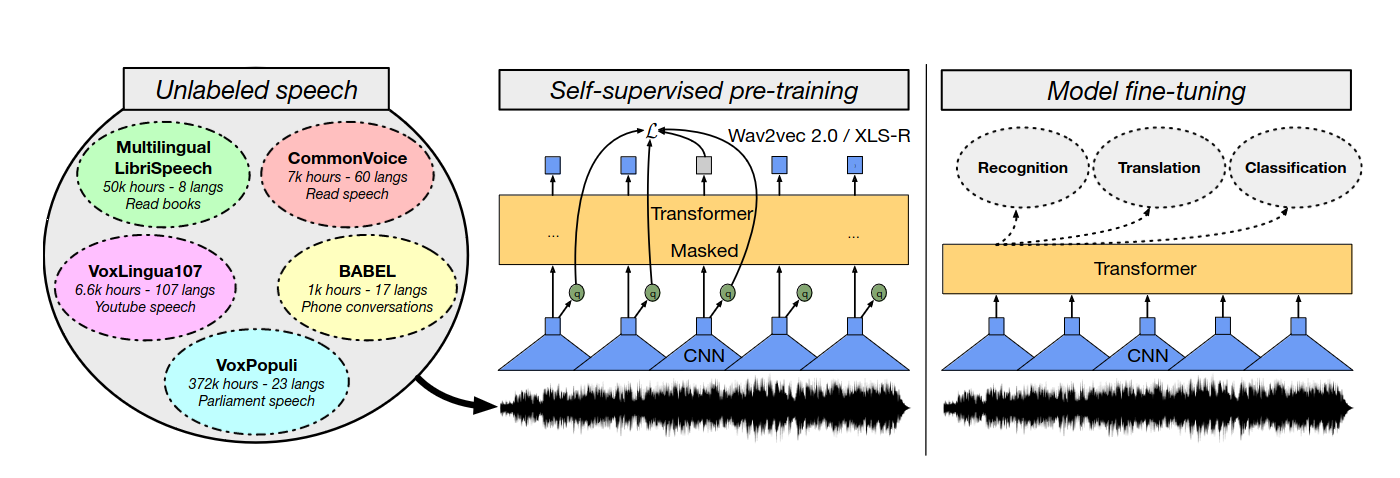 Unlabeled speech
Multilingual
LibriSpeech
50k hours - 8 langs
Read books
CommonVoice
7k hours - 60 langs
Read speech
VoxLingua107
6.6k hours - 107 langs
Youtube speech
BABEL
1k hours - 17 langs
Phone conversations
VoxPopuli
372k hours - 23 langs
Parliament speech
Self-supervised pre-training
ℒ
Wav2vec 2.0 / XLS-R
Transformer
... ...
Masked
q q q q q
CNN
Model fine-tuning
Recognition Translation Classification
Transformer
CNN